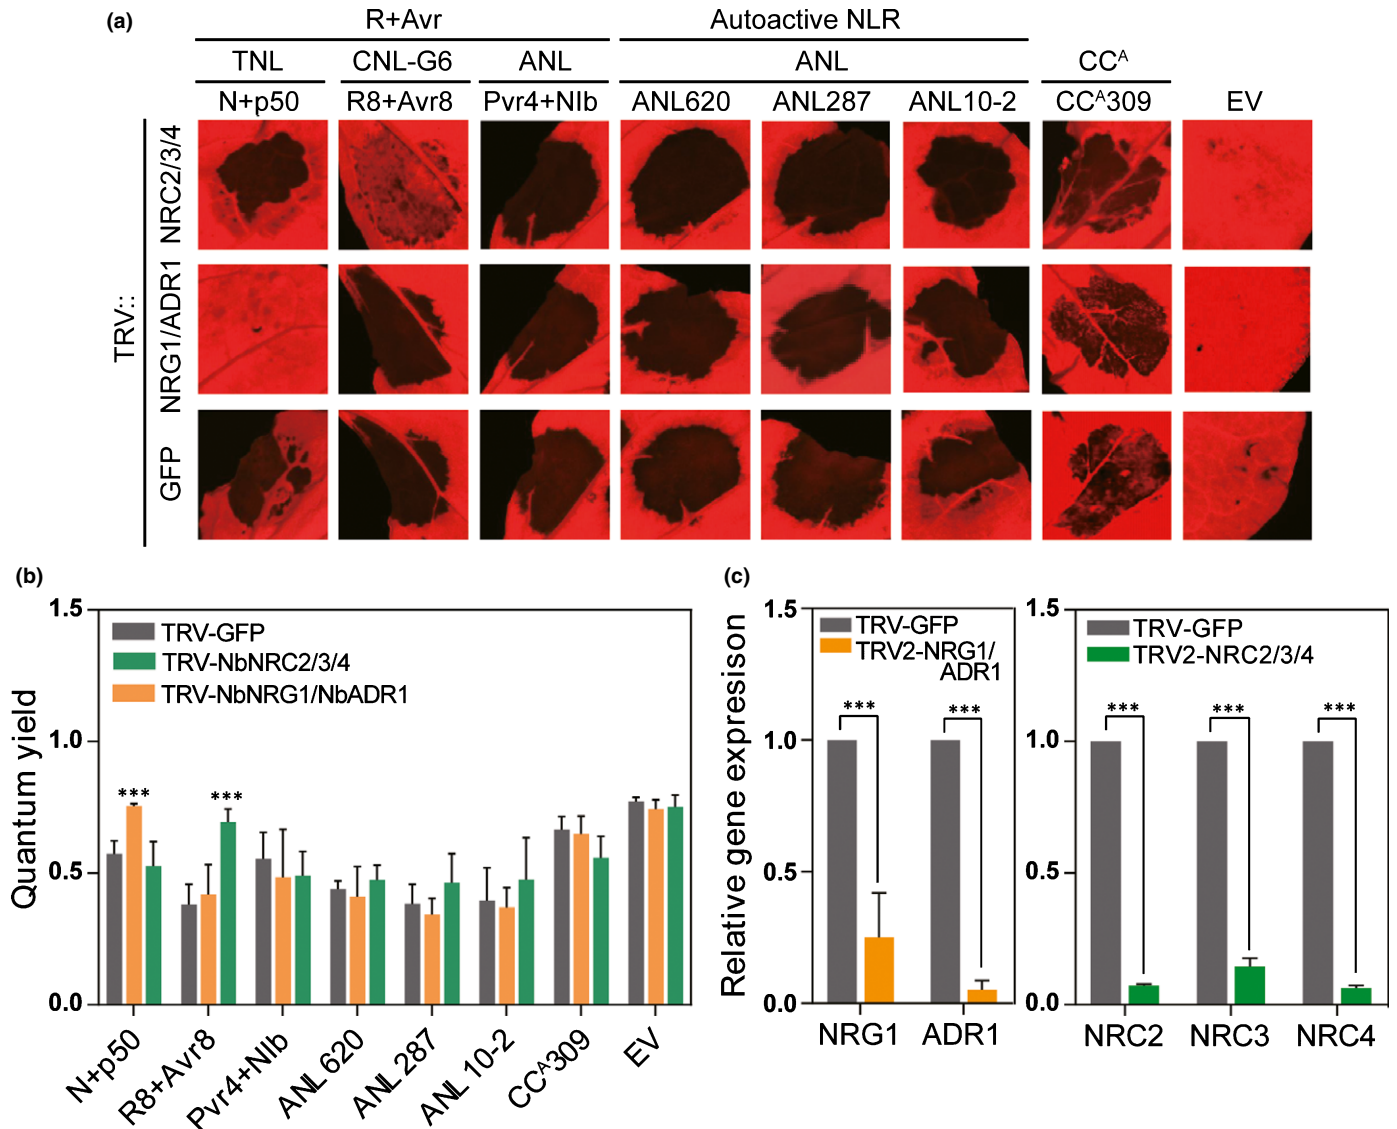 (a)
R+Avr Autoactive NLR
TNL CNL-G6 ANL ANL CCᴬ
N+p50 R8+Avr8 Pvr4+NIb ANL620 ANL287 ANL10-2 CCᴬ309 EV
TRV::
NRC2/3/4
NRG1/ADR1
GFP
(b)
Quantum yield
1.5
1.0
0.5
0.0
TRV-GFP
TRV-NbNRC2/3/4
TRV-NbNRG1/NbADR1
*** ***
N+p50 R8+Avr8 Pvr4+NIb ANL 620 ANL 287 ANL 10-2 CCᴬ309 EV
(c)
Relative gene expresison
1.5
1.0
0.5
0.0
TRV-GFP
TRV2-NRG1/
ADR1
*** ***
NRG1 ADR1
1.5
1.0
0.5
0.0
TRV-GFP
TRV2-NRC2/3/4
*** *** ***
NRC2 NRC3 NRC4